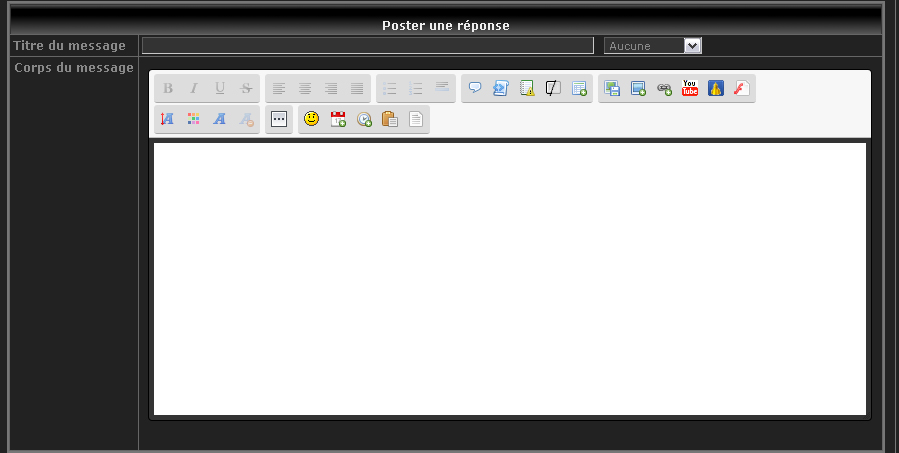 Poster une réponse
Titre du message
Aucune
Corps du message
B I U S
You
Tube
A A A